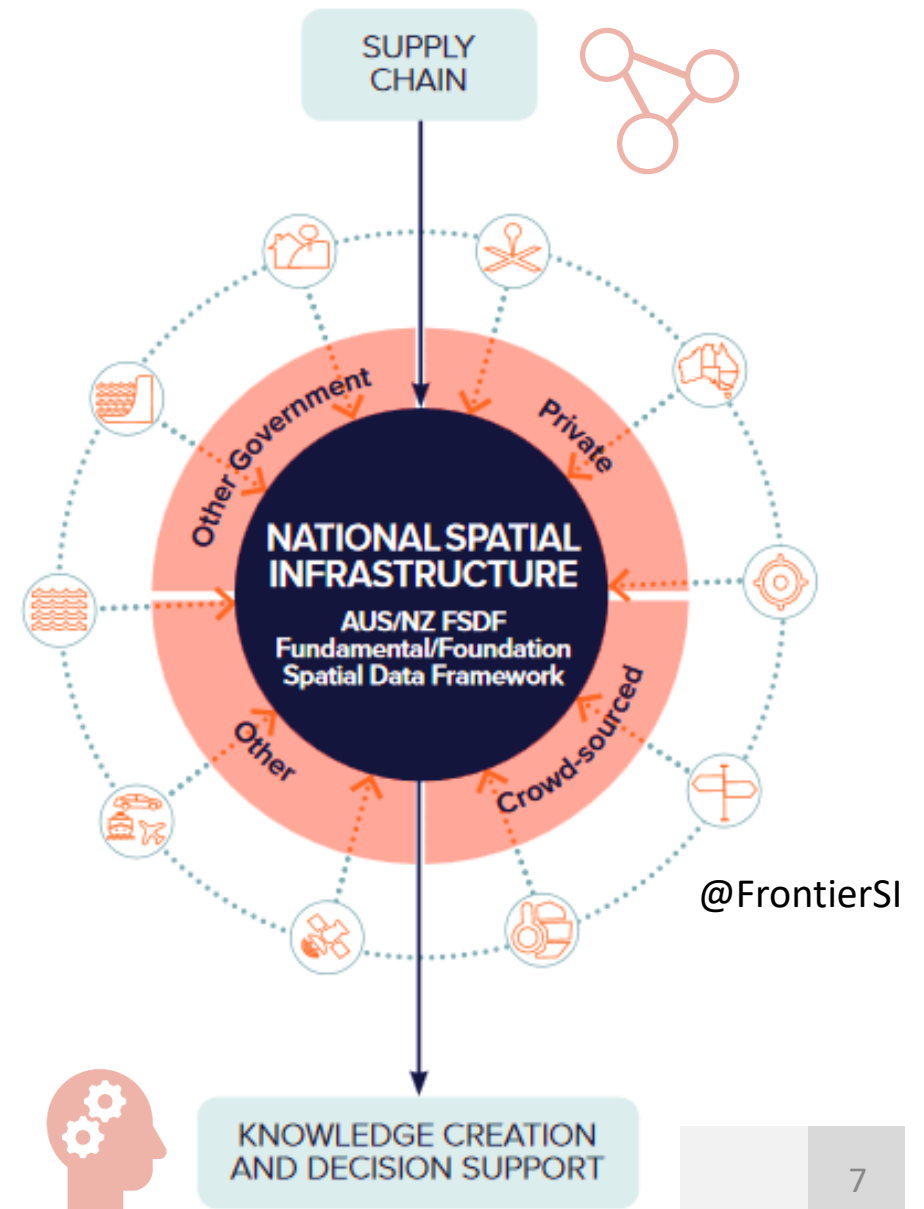 SUPPLY
CHAIN
Other Government
Private
NATIONAL SPATIAL
INFRASTRUCTURE
AUS/NZ FSDF
Fundamental/Foundation
Spatial Data Framework
Other
Crowd-sourced
@FrontierSI
KNOWLEDGE CREATION
AND DECISION SUPPORT
7